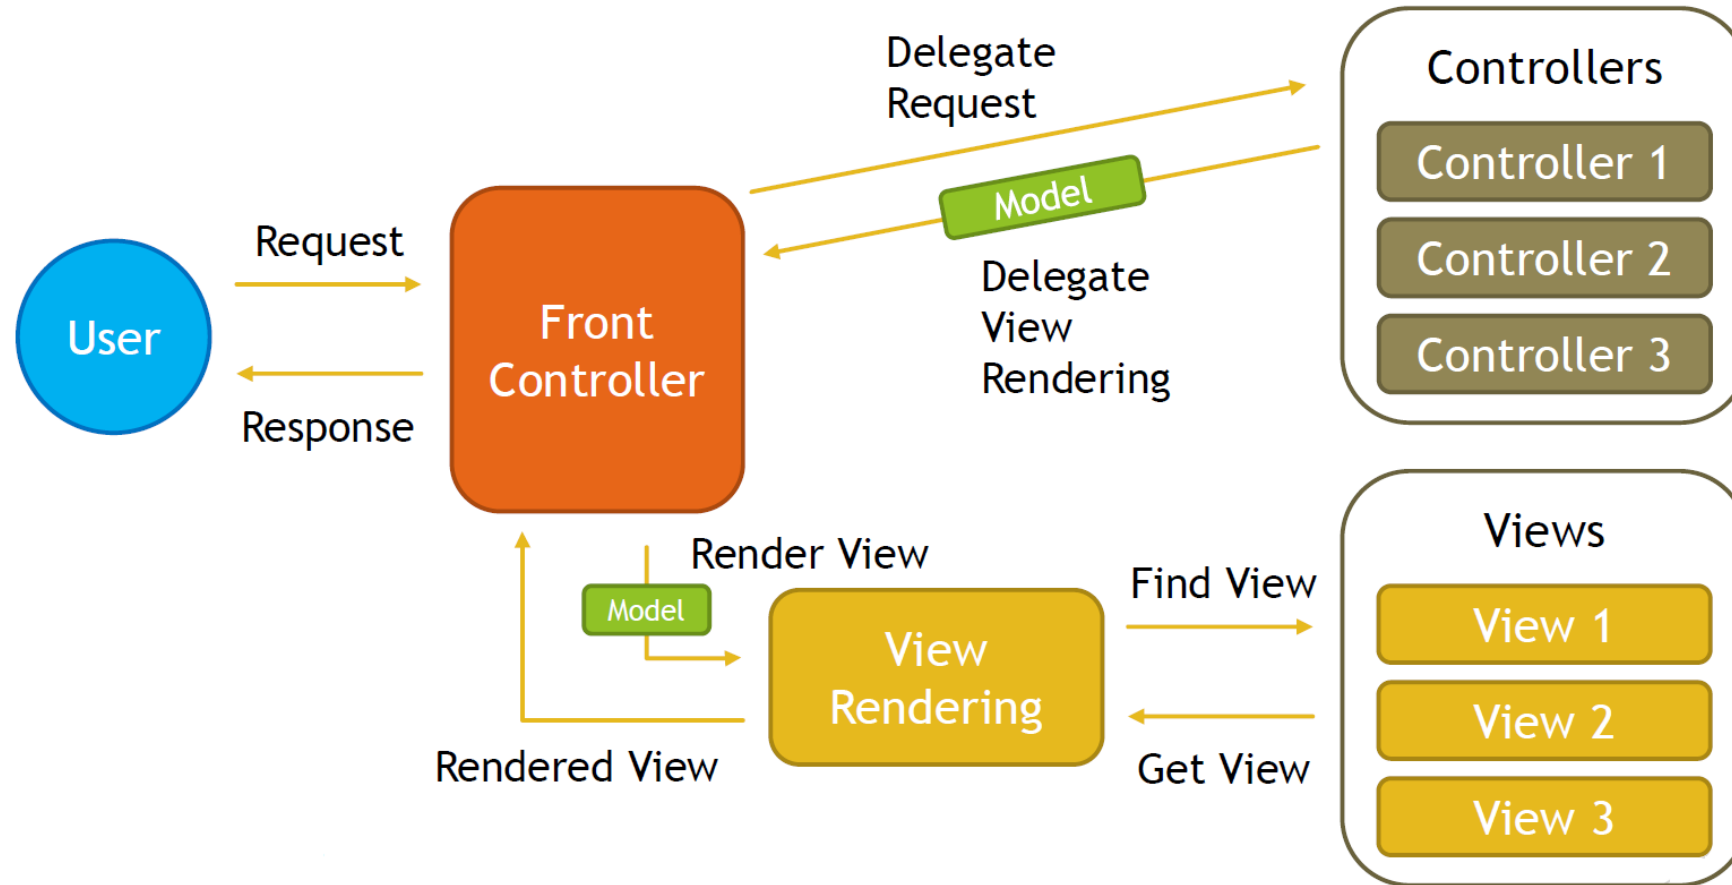 Delegate
Request
Controllers
Controller 1
Controller 2
Controller 3
Model
Delegate
View
Rendering
Request
User
Response
Front
Controller
Render View
Model
View
Rendering
Rendered View
Find View
Get View
Views
View 1
View 2
View 3